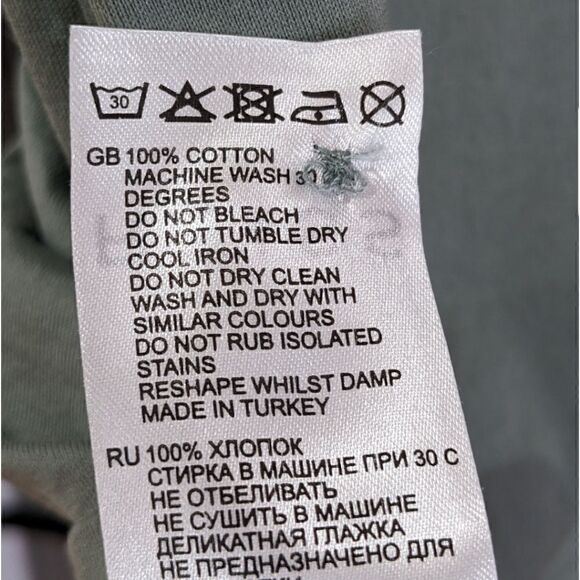 30
GB 100% COTTON
MACHINE WASH 30
DEGREES
DO NOT BLEACH
DO NOT TUMBLE DRY
COOL IRON
DO NOT DRY CLEAN
WASH AND DRY WITH
SIMILAR COLOURS
DO NOT RUB ISOLATED
STAINS
RESHAPE WHILST DAMP
MADE IN TURKEY
RU 100% ХЛОПОК
СТИРКА В МАШИНЕ ПРИ 30 C
НЕ ОТБЕЛИВАТЬ
НЕ СУШИТЬ В МАШИНЕ
ДЕЛИКАТНАЯ ГЛАЖКА
НЕ ПРЕДНАЗНАЧЕНО ДЛЯ